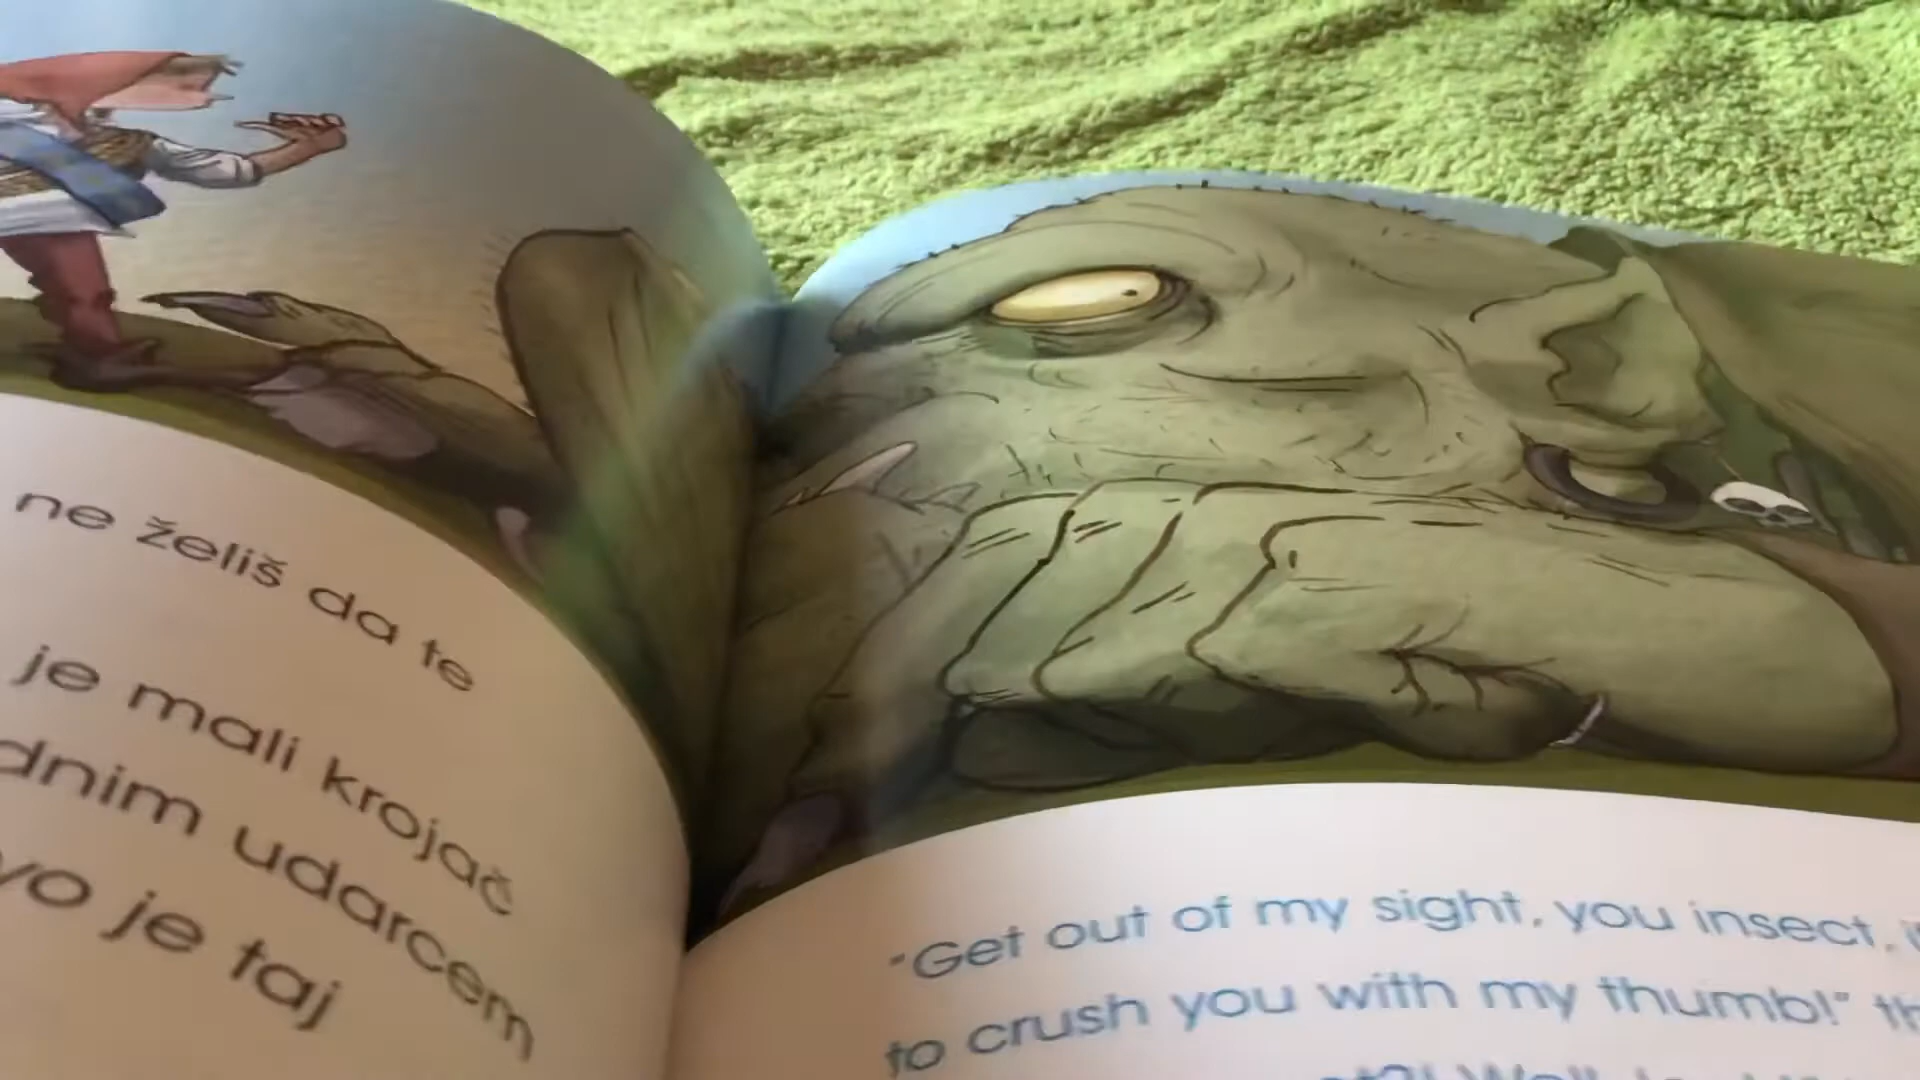 ne želiš da te
je mali krojač
dnim udarcem
vo je taj
"Get out of my sight, you insect,
to crush you with my thumb!"